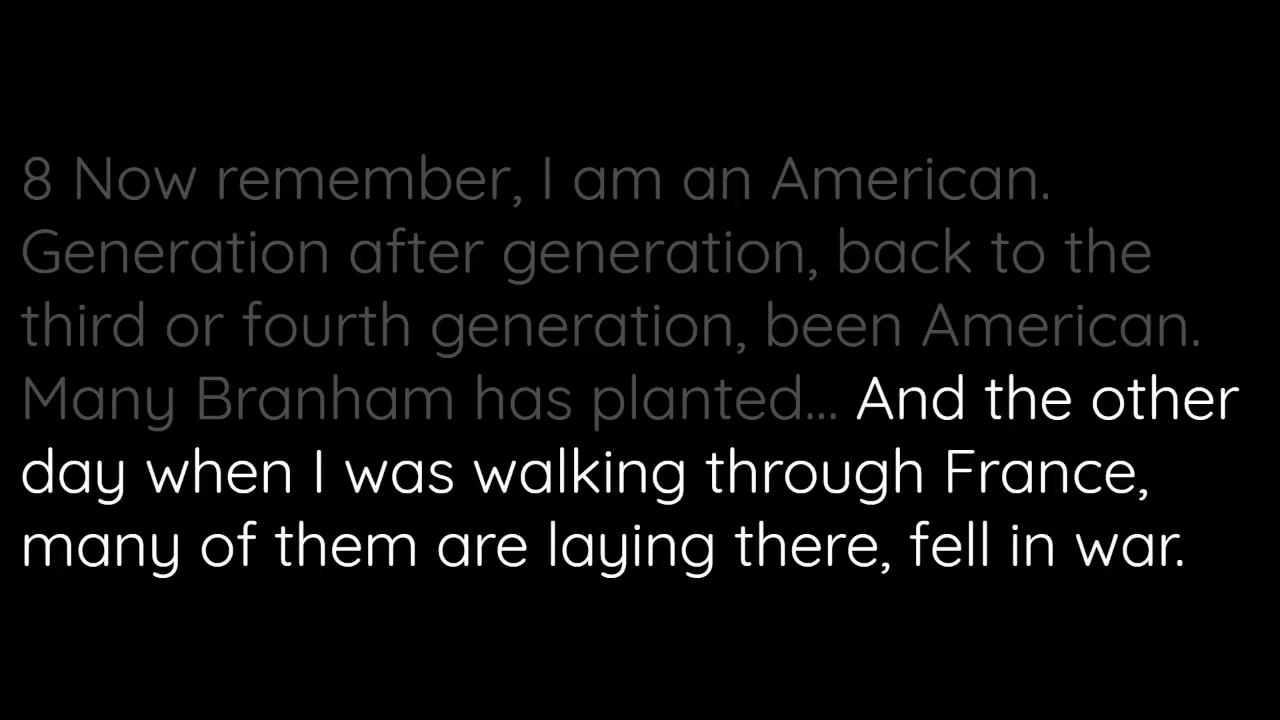 8 Now remember, I am an American.
Generation after generation, back to the
third or fourth generation, been American.
Many Branham has planted... And the other
day when I was walking through France,
many of them are laying there, fell in war.